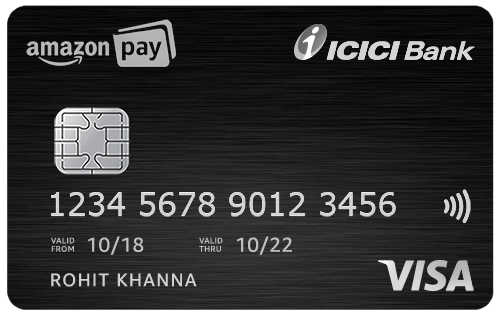 amazon pay
ICICI Bank
1234 5678 9012 3456
VALID FROM 10/18 VALID THRU 10/22
ROHIT KHANNA
VISA